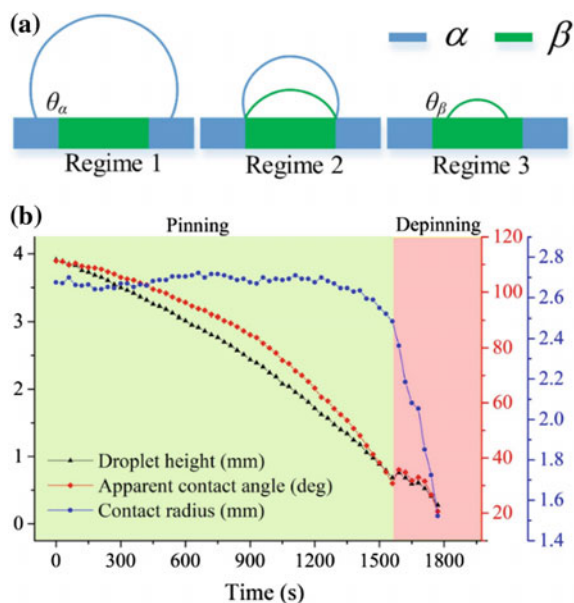 (a)
α β
θα θβ
Regime 1 Regime 2 Regime 3
(b)
Pinning Depinning
4 120 2.8
100 2.6
3 2.4
80
2.2
2 60
2.0
1 40 1.8
1.6
0 20
1.4
Droplet height (mm)
Apparent contact angle (deg)
Contact radius (mm)
0 300 600 900 1200 1500 1800
Time (s)